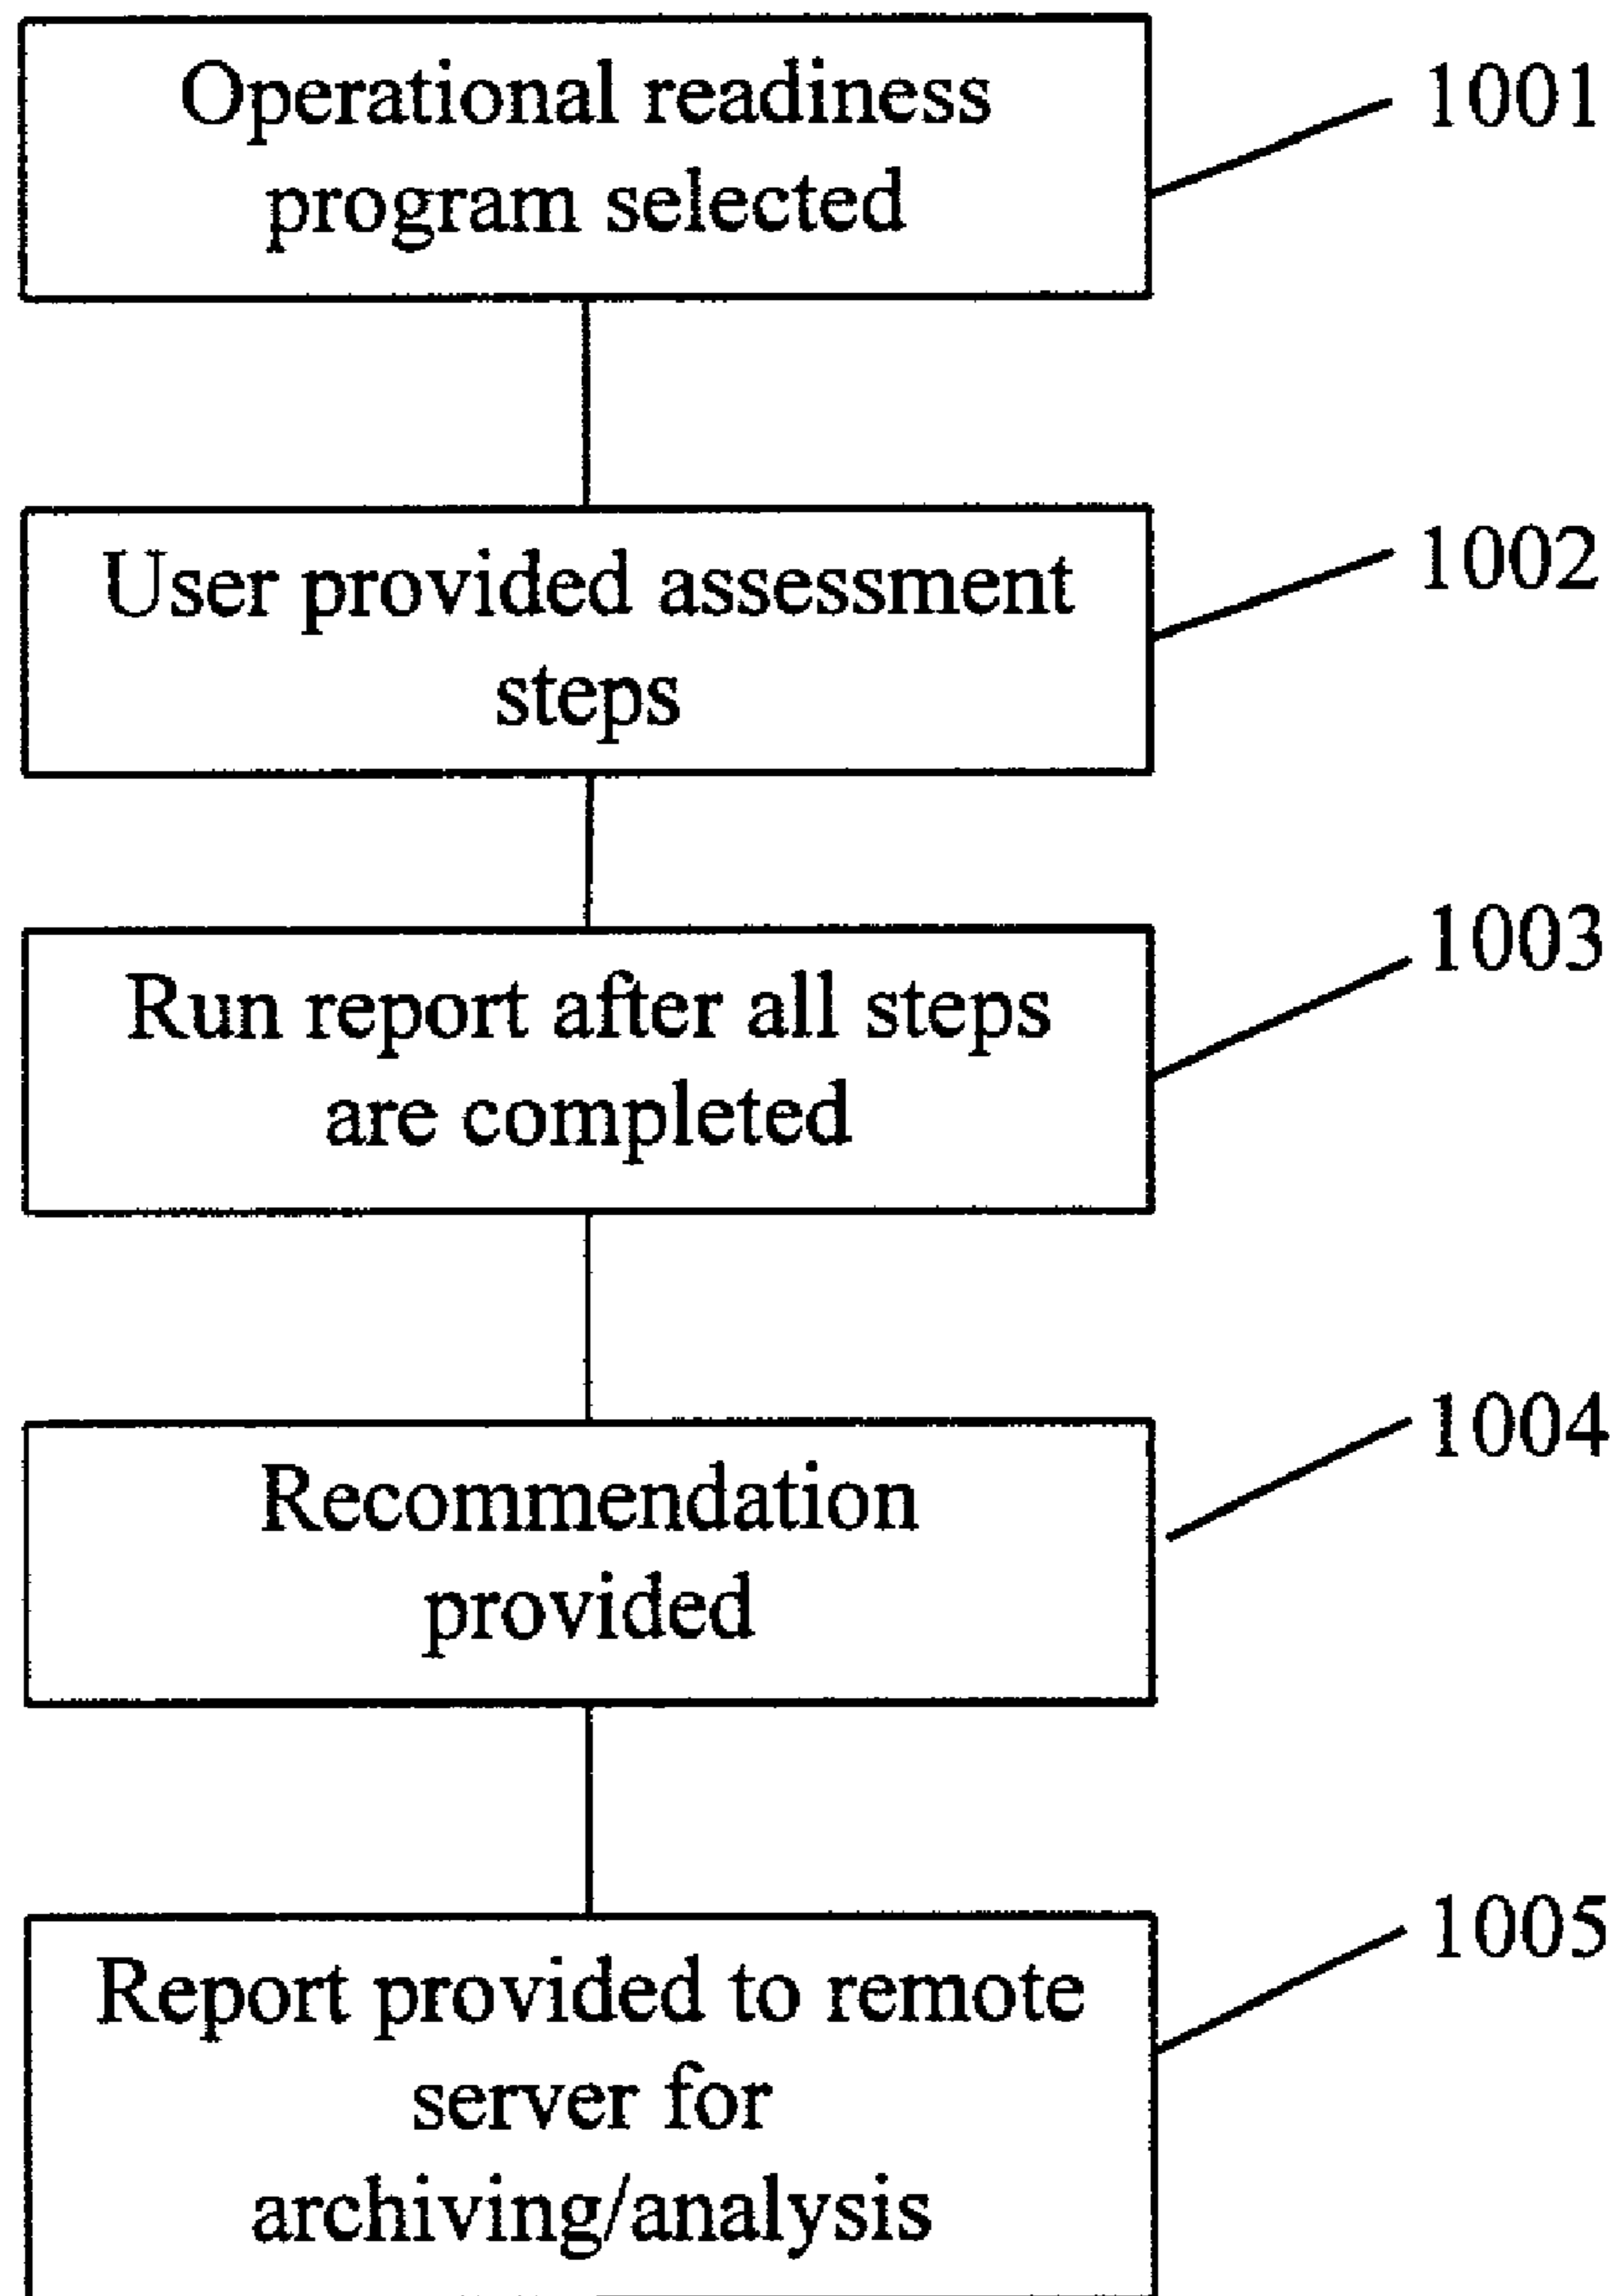 Operational readiness
program selected
1001
User provided assessment
steps
1002
Run report after all steps
are completed
1003
Recommendation
provided
1004
Report provided to remote
server for
archiving/analysis
1005